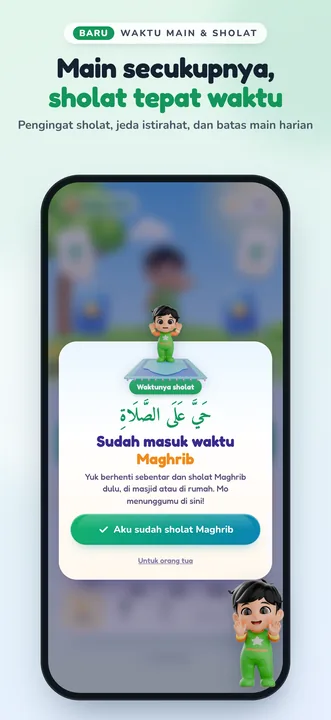 BARU WAKTU MAIN & SHOLAT
Main secukupnya,
sholat tepat waktu
Pengingat sholat, jeda istirahat, dan batas main harian
Waktunya sholat
حَيَّ عَلَى الصَّلَاةِ
Sudah masuk waktu
Maghrib
Yuk berhenti sebentar dan sholat Maghrib
dulu, di masjid atau di rumah. Mo
menunggumu di sini!
Aku sudah sholat Maghrib
Untuk orang tua